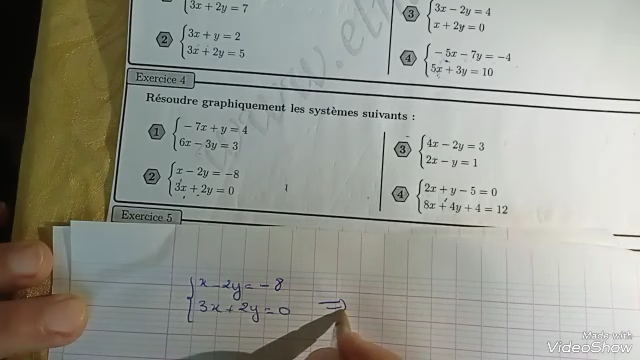 3x + 2y = 7
2 3x + y = 2
3x + 2y = 5
3 3x − 2y = 4
x + 2y = 0
4 − 5x − 7y = −4
5x + 3y = 10
Exercice 4
Résoudre graphiquement les systèmes suivants :
1 − 7x + y = 4
6x − 3y = 3
2 x − 2y = −8
3x + 2y = 0
3 4x − 2y = 3
2x − y = 1
4 2x + y − 5 = 0
8x + 4y + 4 = 12
Exercice 5
x − 2y = −8
3x + 2y = 0 ⇒
Made with
VideoShow